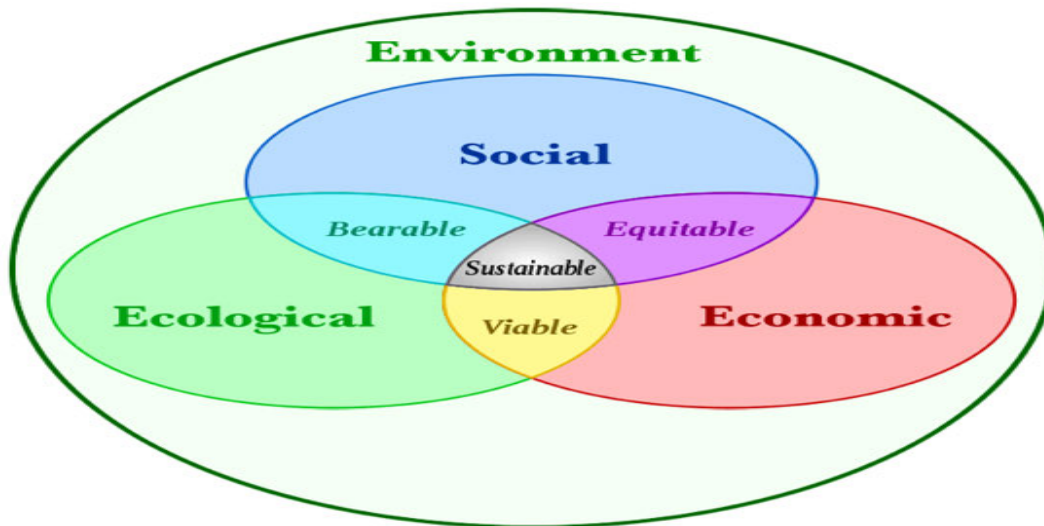 Environment
Social
Bearable
Equitable
Sustainable
Ecological
Viable
Economic